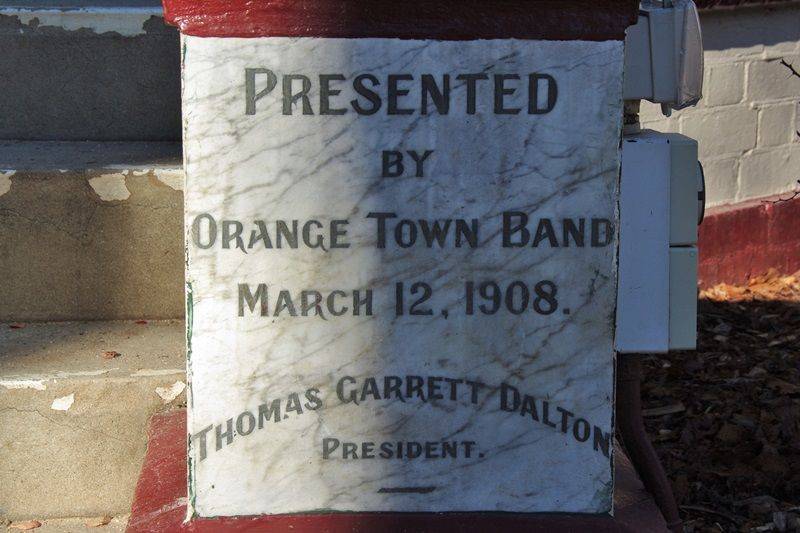 PRESENTED
BY
ORANGE TOWN BAND
MARCH 12, 1908.
THOMAS GARRETT DALTON
PRESIDENT.